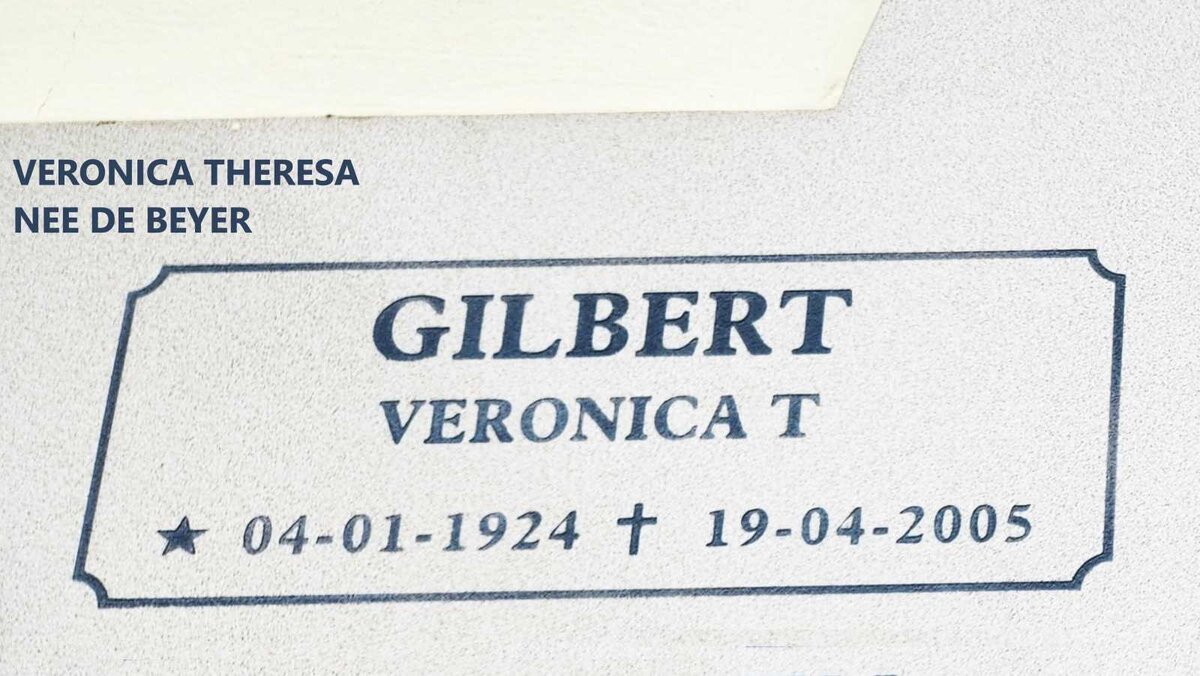 VERONICA THERESA
NEE DE BEYER
GILBERT
VERONICA T
★ 04-01-1924 ✝ 19-04-2005